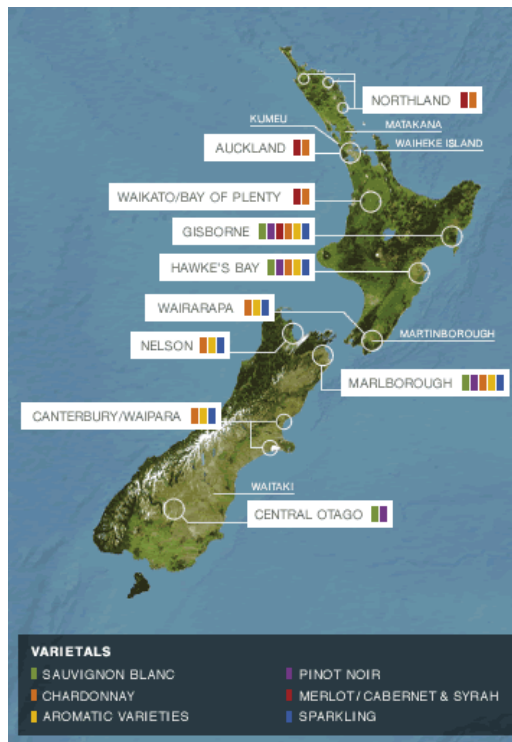 NORTHLAND
KUMEU
MATAKANA
AUCKLAND
WAIHEKE ISLAND
WAIKATO/BAY OF PLENTY
GISBORNE
HAWKE'S BAY
WAIRARAPA
MARTINBOROUGH
NELSON
MARLBOROUGH
CANTERBURY/WAIPARA
WAITAKI
CENTRAL OTAGO
VARIETALS
SAUVIGNON BLANC
PINOT NOIR
CHARDONNAY
MERLOT/CABERNET & SYRAH
AROMATIC VARIETIES
SPARKLING